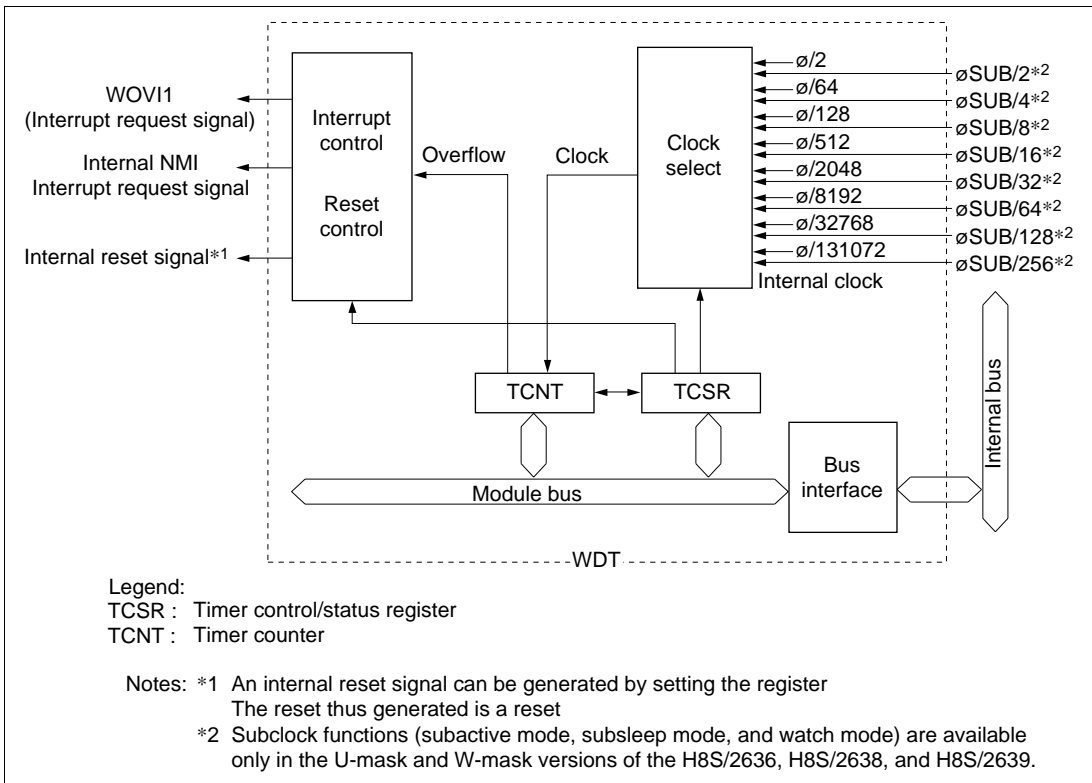 WOVI1
(Interrupt request signal)
Internal NMI
Interrupt request signal
Internal reset signal*1
Interrupt
control
Reset
control
Overflow
Clock
Clock
select
ø/2
ø/64
ø/128
ø/512
ø/2048
ø/8192
ø/32768
ø/131072
Internal clock
øSUB/2*2
øSUB/4*2
øSUB/8*2
øSUB/16*2
øSUB/32*2
øSUB/64*2
øSUB/128*2
øSUB/256*2
TCNT
TCSR
Module bus
Bus
interface
Internal bus
WDT
Legend:
TCSR : Timer control/status register
TCNT : Timer counter
Notes: *1 An internal reset signal can be generated by setting the register
The reset thus generated is a reset
*2 Subclock functions (subactive mode, subsleep mode, and watch mode) are available
only in the U-mask and W-mask versions of the H8S/2636, H8S/2638, and H8S/2639.